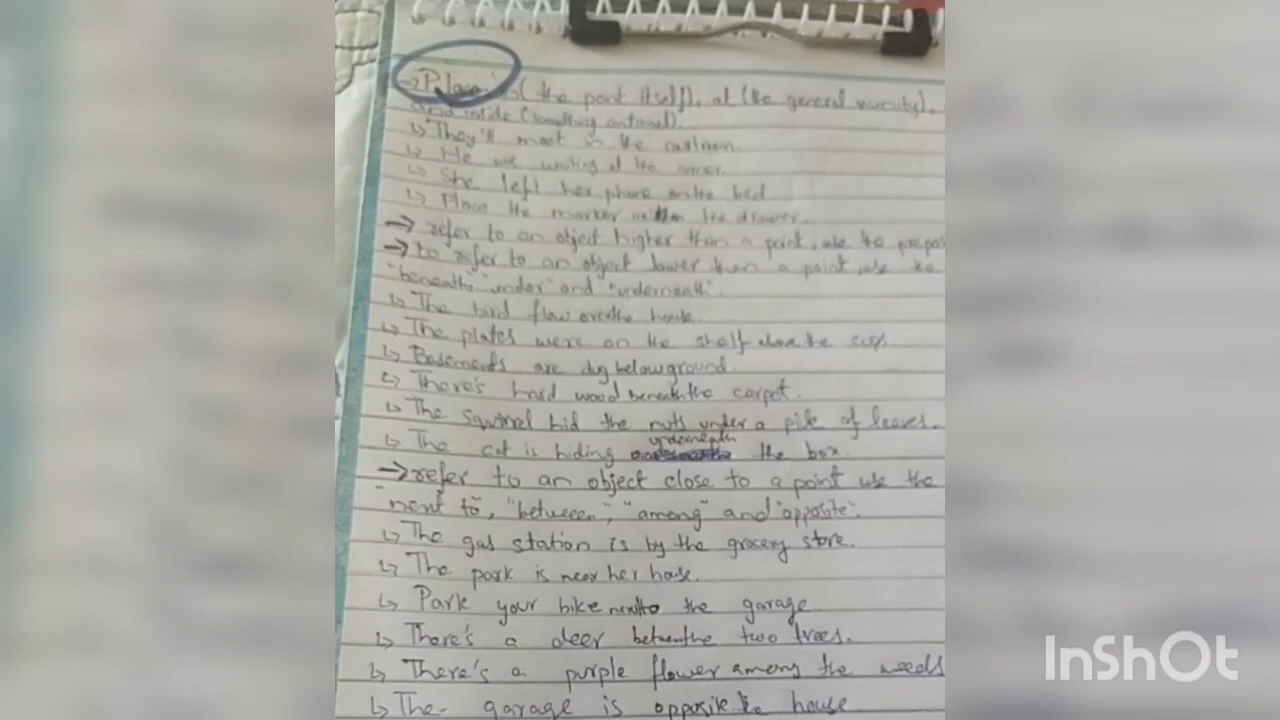 → Place in (the point itself), at (the general vicinity),
and inside (something contained).
↳ They'll meet in the
↳ He was waiting at the corner.
↳ She left her phone on the bed.
↳ Place the marker in the drawer.
→ refer to an object higher than a point, use the prepos
→ to refer to an object lower than a point use the
"beneath" under" and "underneath".
↳ The bird flow over the house.
↳ The plates were on the shelf above the cups.
↳ Basements are dug below ground.
↳ There's hard wood beneath the carpet.
↳ The squirrel hid the nuts under a pile of leaves.
↳ The cat is hiding underneath the box.
→ refer to an object close to a point use the
"next to", "between", "among" and "opposite".
↳ The gas station is by the grocery store.
↳ The park is near her house.
↳ Park your bike next to the garage
↳ There's a deer between the two trees.
↳ There's a purple flower among the weeds
↳ The garage is opposite the house
InShOt